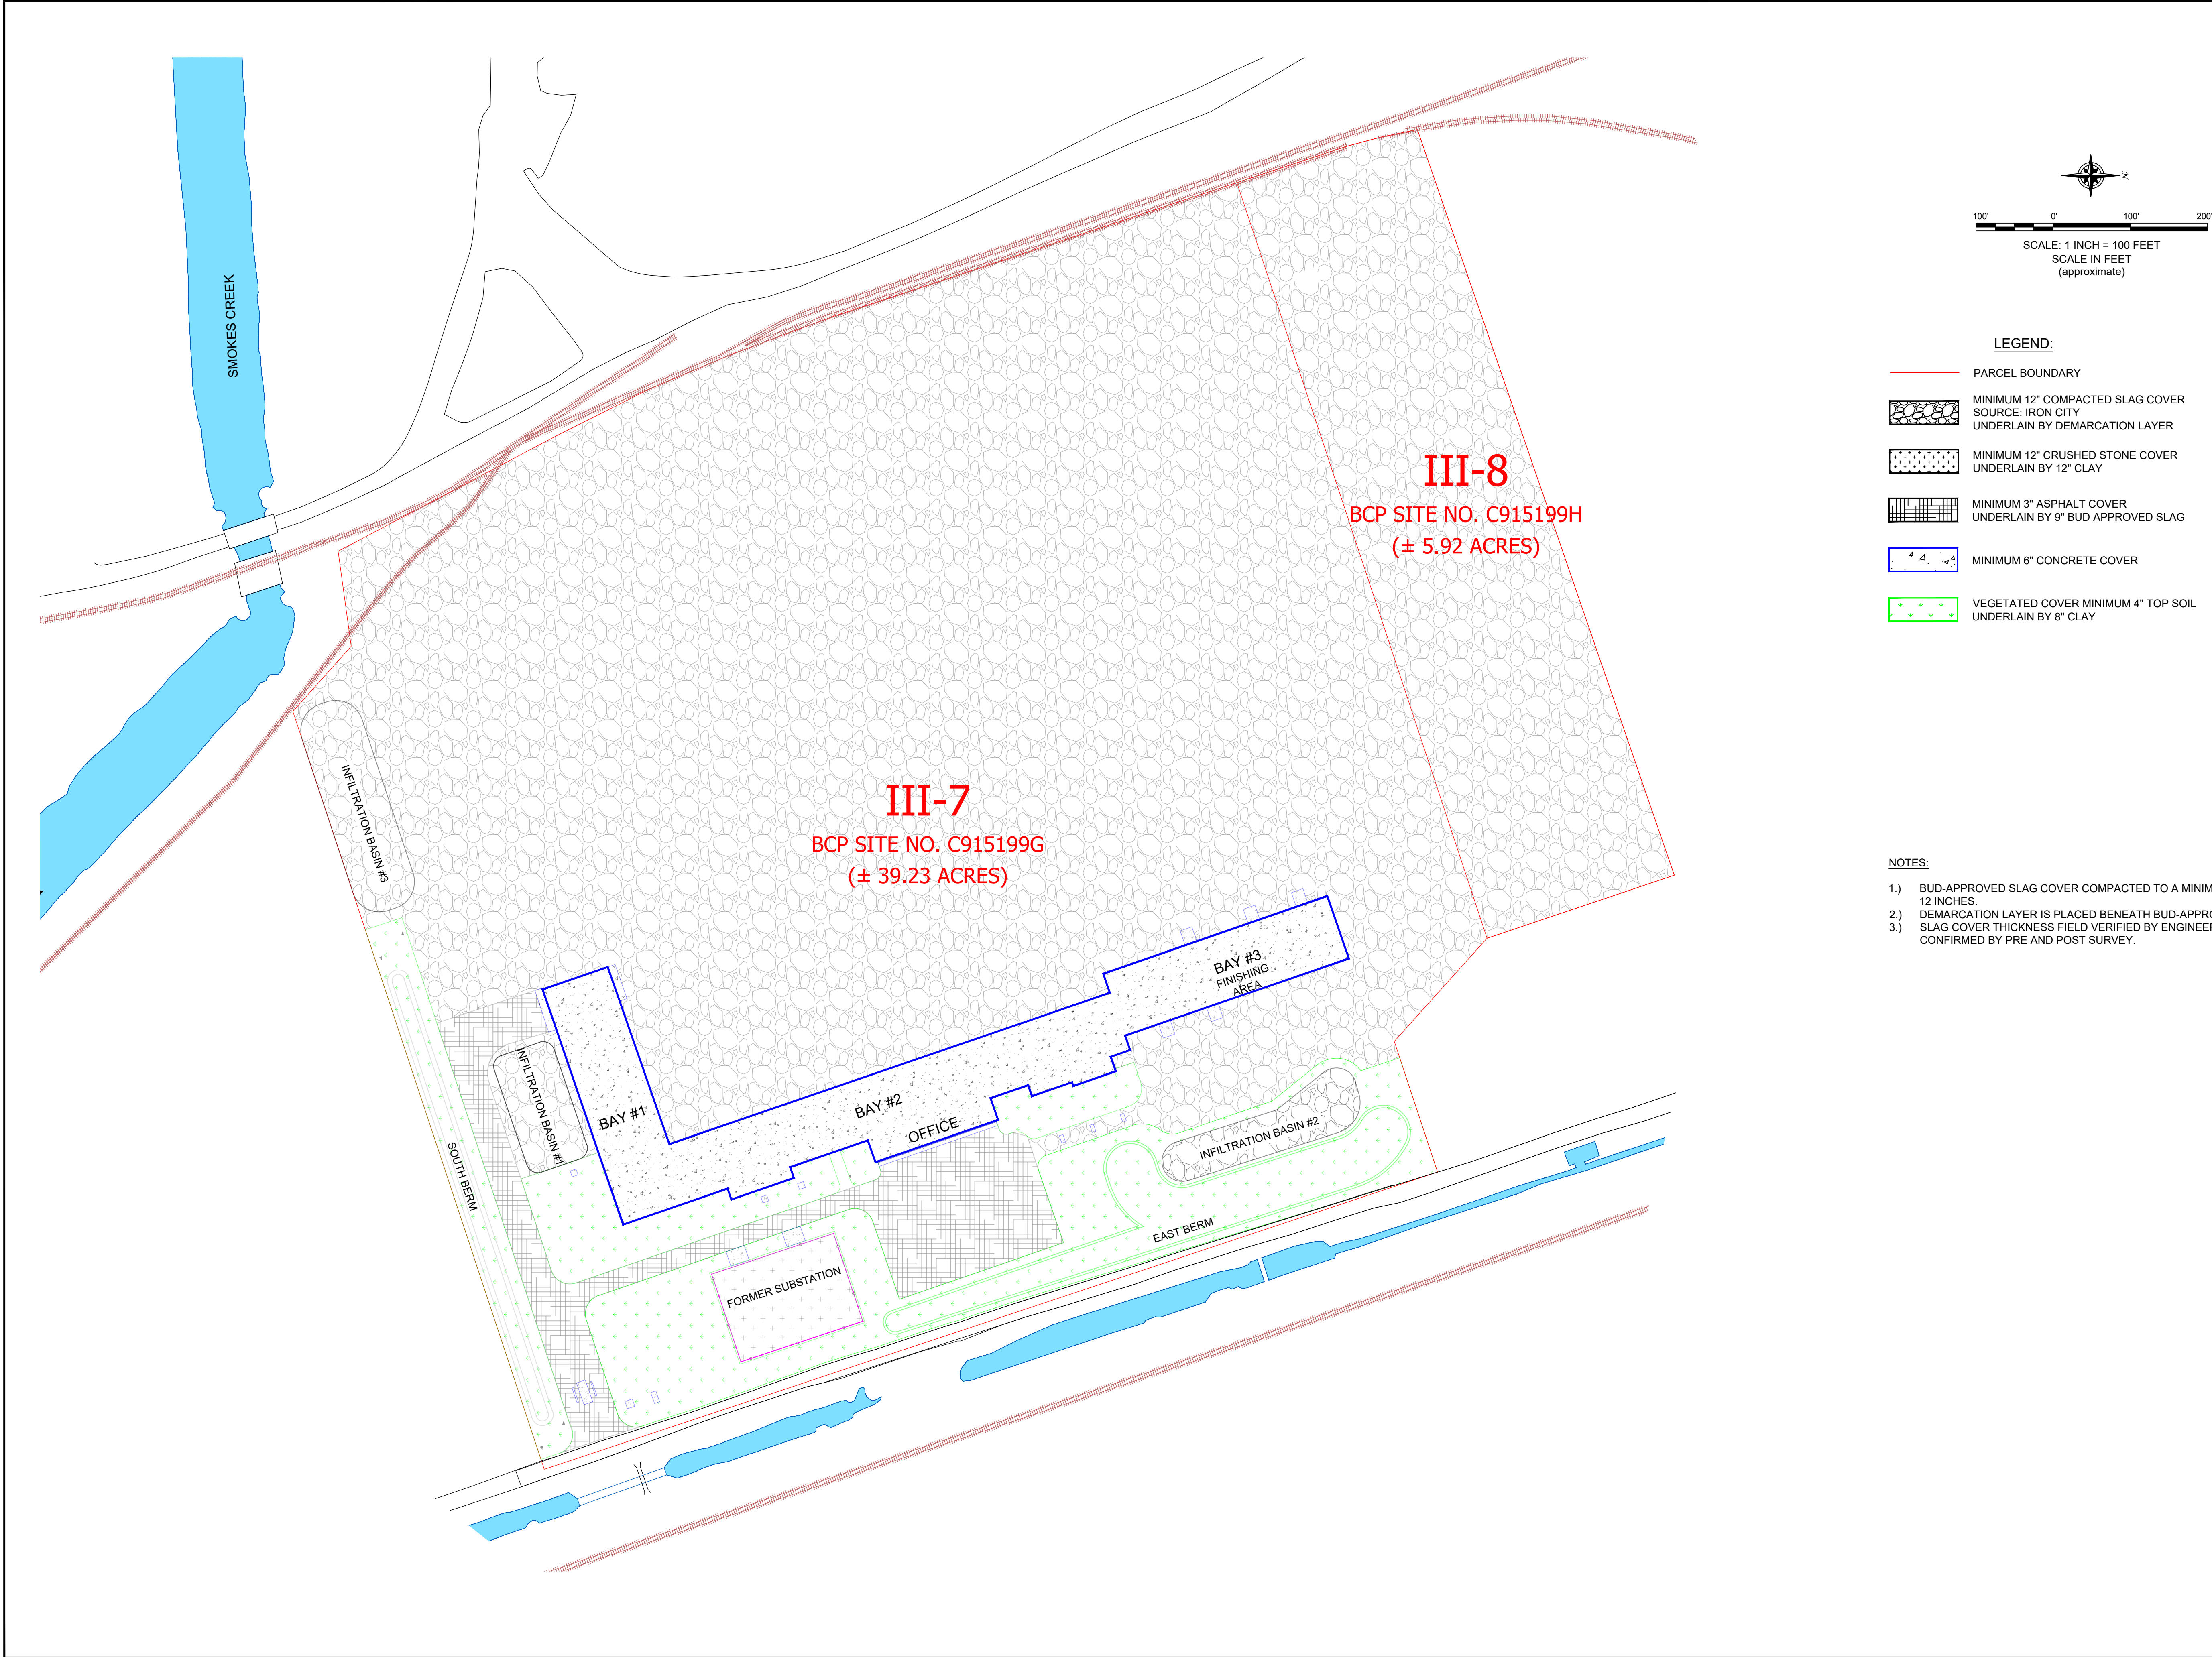 SMOKES CREEK
N
100' 0' 100' 200'
SCALE: 1 INCH = 100 FEET
SCALE IN FEET
(approximate)
LEGEND:
PARCEL BOUNDARY
MINIMUM 12" COMPACTED SLAG COVER
SOURCE: IRON CITY
UNDERLAIN BY DEMARCATION LAYER
MINIMUM 12" CRUSHED STONE COVER
UNDERLAIN BY 12" CLAY
MINIMUM 3" ASPHALT COVER
UNDERLAIN BY 9" BUD APPROVED SLAG
MINIMUM 6" CONCRETE COVER
VEGETATED COVER MINIMUM 4" TOP SOIL
UNDERLAIN BY 8" CLAY
III-8
BCP SITE NO. C915199H
(± 5.92 ACRES)
III-7
BCP SITE NO. C915199G
(± 39.23 ACRES)
INFILTRATION BASIN #3
BAY #3
FINISHING
AREA
INFILTRATION BASIN #1
BAY #1
BAY #2
OFFICE
INFILTRATION BASIN #2
SOUTH BERM
EAST BERM
FORMER SUBSTATION
NOTES:
1.) BUD-APPROVED SLAG COVER COMPACTED TO A
12 INCHES.
2.) DEMARCATION LAYER IS PLACED BENEATH
3.) SLAG COVER THICKNESS FIELD VERIFIED BY
CONFIRMED BY PRE AND POST SURVEY.